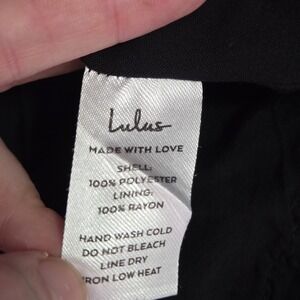 Lulus
MADE WITH LOVE
SHELL:
100% POLYESTER
LINING:
100% RAYON
HAND WASH COLD
DO NOT BLEACH
LINE DRY
IRON LOW HEAT